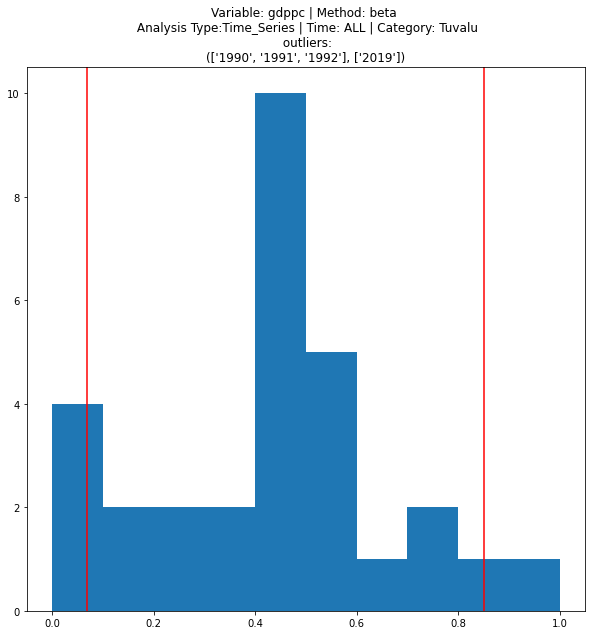 Variable: gdppc | Method: beta
Analysis Type:Time_Series | Time: ALL | Category: Tuvalu
outliers:
(['1990', '1991', '1992'], ['2019'])
10
8
6
4
2
0
0.0 0.2 0.4 0.6 0.8 1.0